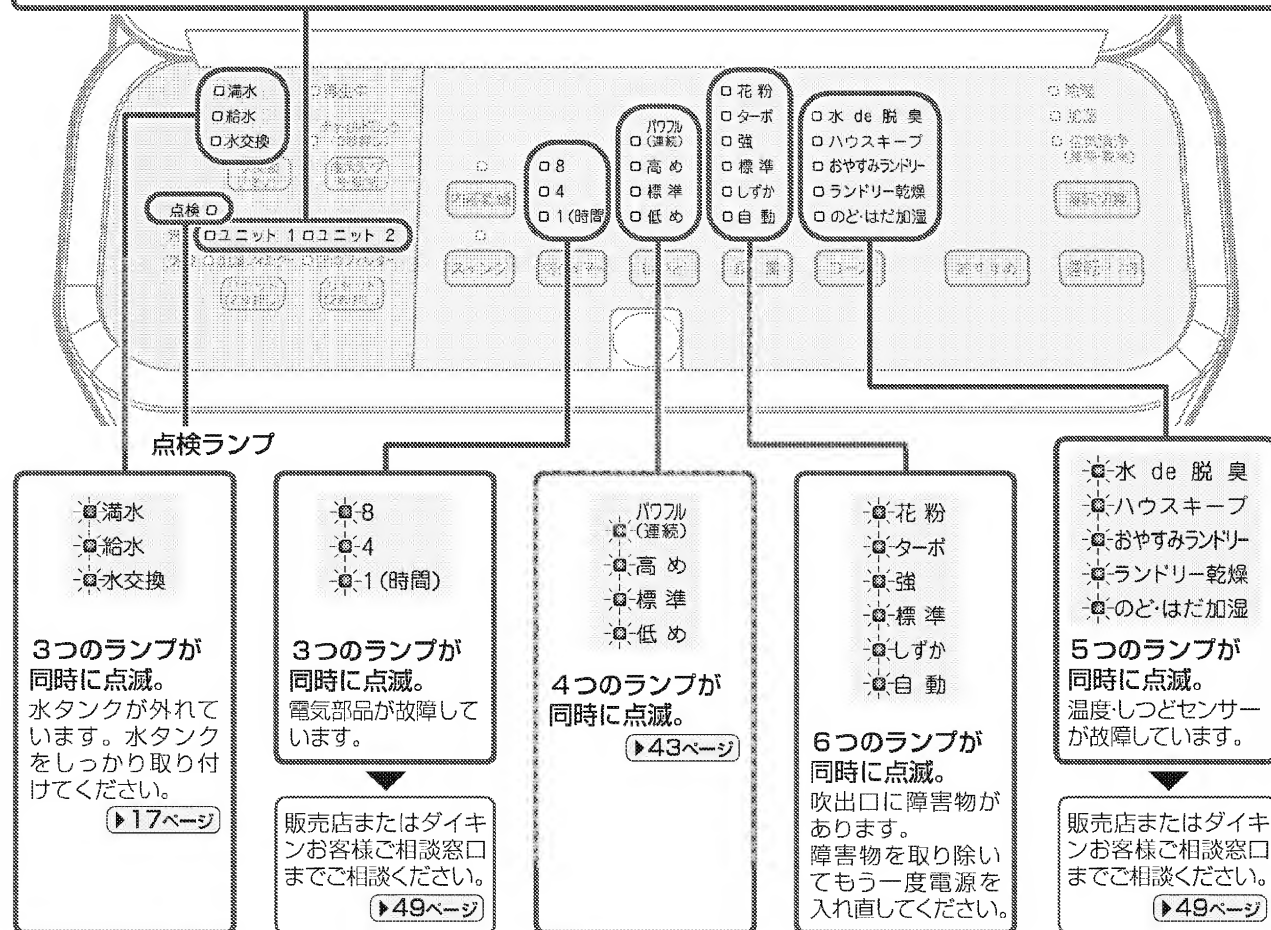 満水
給水
水交換
点検
ユニット 1 ユニット 2
8
4
1(時間
パワフル
(連続)
高め
標準
低め
花粉
ターボ
強
標準
しずか
自動
水 de 脱臭
ハウスキープ
おやすみランドリー
ランドリー乾燥
のど・はだ加湿
点検ランプ
満水
給水
水交換
3つのランプが
同時に点滅。
水タンクが外れて
います。水タンク
をしっかり取り付
けてください。
▶17ページ
8
4
1(時間)
3つのランプが
同時に点滅。
電気部品が故障して
います。
販売店またはダイキ
ンお客様ご相談窓口
までご相談ください。
▶49ページ
パワフル
(連続)
高め
標準
低め
4つのランプが
同時に点滅。
▶43ページ
花粉
ターボ
強
標準
しずか
自動
6つのランプが
同時に点滅。
吹出口に障害物が
あります。
障害物を取り除い
てもう一度電源を
入れ直してください。
水 de 脱臭
ハウスキープ
おやすみランドリー
ランドリー乾燥
のど・はだ加湿
5つのランプが
同時に点滅。
温度・しつどセンサー
が故障しています。
販売店またはダイキ
ンお客様ご相談窓口
までご相談ください。
▶49ページ